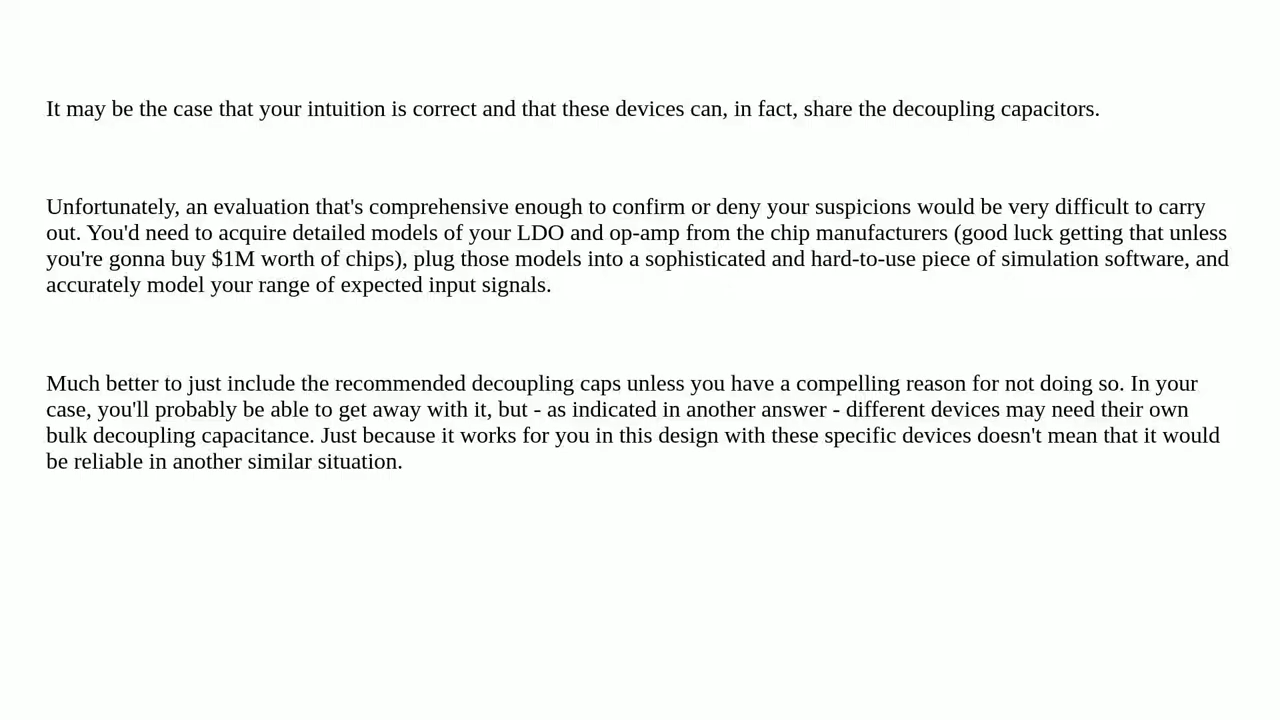 It may be the case that your intuition is correct and that these devices can, in fact, share the decoupling capacitors.
Unfortunately, an evaluation that's comprehensive enough to confirm or deny your suspicions would be very difficult to carry
out. You'd need to acquire detailed models of your LDO and op-amp from the chip manufacturers (good luck getting that unless
you're gonna buy $1M worth of chips), plug those models into a sophisticated and hard-to-use piece of simulation software, and
accurately model your range of expected input signals.
Much better to just include the recommended decoupling caps unless you have a compelling reason for not doing so. In your
case, you'll probably be able to get away with it, but - as indicated in another answer - different devices may need their own
bulk decoupling capacitance. Just because it works for you in this design with these specific devices doesn't mean that it would
be reliable in another similar situation.